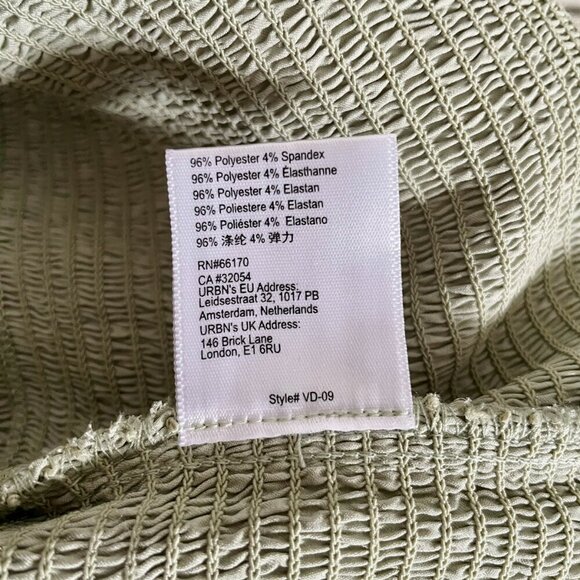 96% Polyester 4% Spandex
96% Polyester 4% Élasthanne
96% Polyester 4% Elastan
96% Poliestere 4% Elastan
96% Poliéster 4% Elastano
96% 涤纶 4% 弹力
RN#66170
CA #32054
URBN's EU Address:
Leidsestraat 32, 1017 PB
Amsterdam, Netherlands
URBN's UK Address:
146 Brick Lane
London, E1 6RU
Style# VD-09